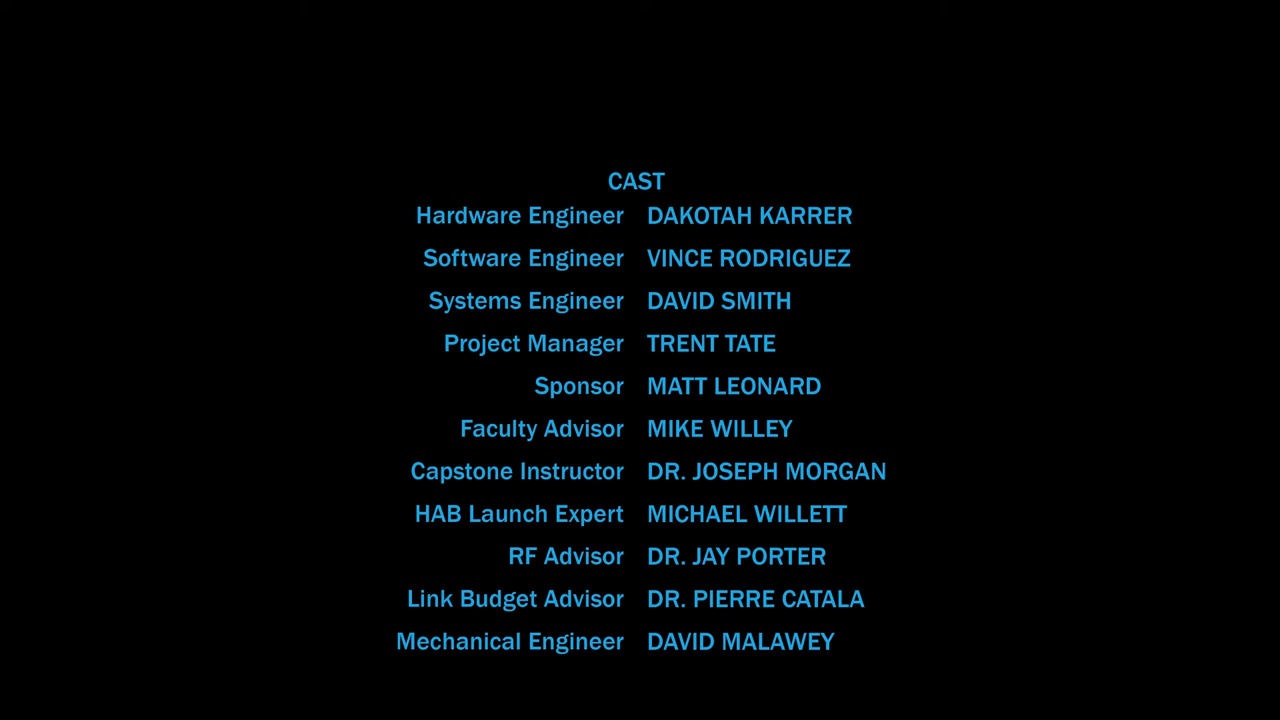 CAST
Hardware Engineer DAKOTAH KARRER
Software Engineer VINCE RODRIGUEZ
Systems Engineer DAVID SMITH
Project Manager TRENT TATE
Sponsor MATT LEONARD
Faculty Advisor MIKE WILLEY
Capstone Instructor DR. JOSEPH MORGAN
HAB Launch Expert MICHAEL WILLETT
RF Advisor DR. JAY PORTER
Link Budget Advisor DR. PIERRE CATALA
Mechanical Engineer DAVID MALAWEY